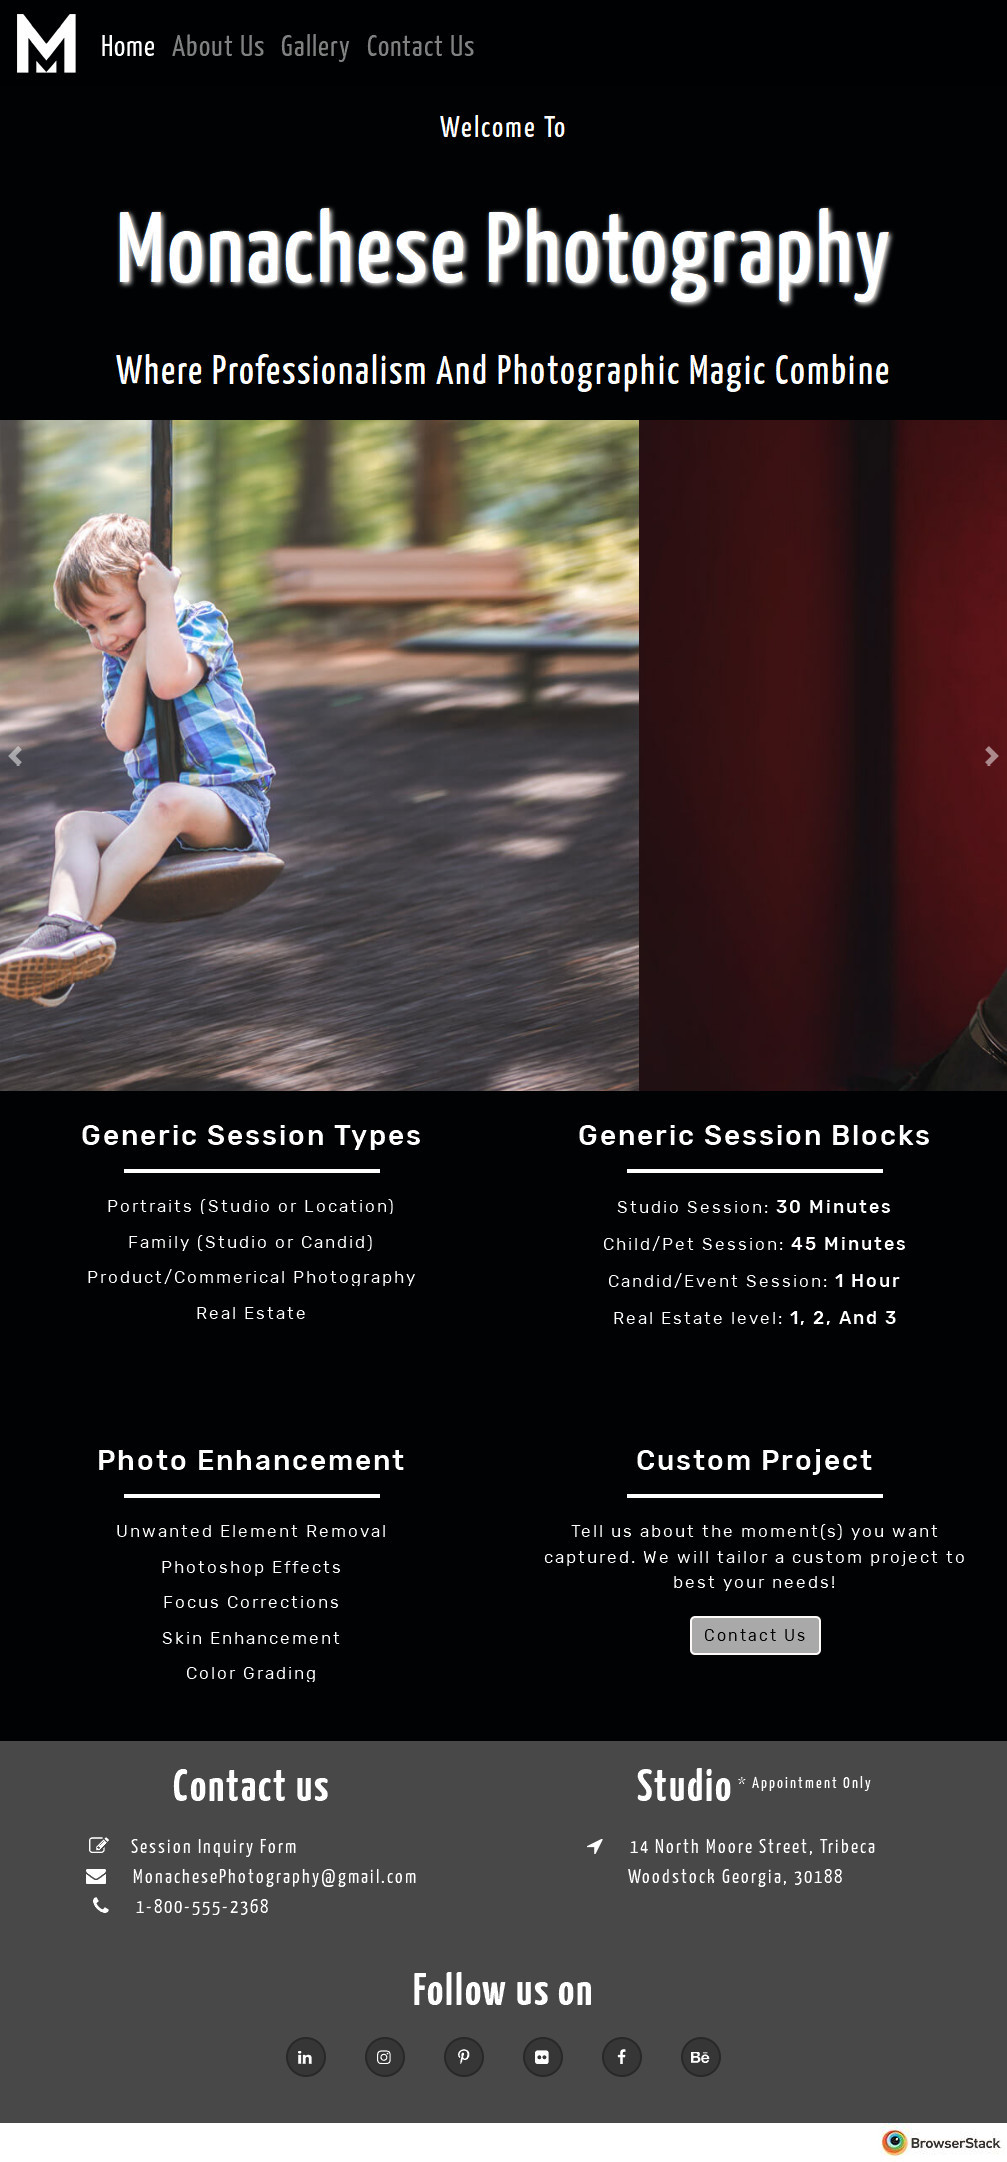 M
Home About Us Gallery Contact Us
Welcome To
Monachese Photography
Where Professionalism And Photographic Magic Combine
Generic Session Types
Portraits (Studio or Location)
Family (Studio or Candid)
Product/Commerical Photography
Real Estate
Generic Session Blocks
Studio Session: 30 Minutes
Child/Pet Session: 45 Minutes
Candid/Event Session: 1 Hour
Real Estate level: 1, 2, And 3
Photo Enhancement
Unwanted Element Removal
Photoshop Effects
Focus Corrections
Skin Enhancement
Color Grading
Custom Project
Tell us about the moment(s) you want
captured. We will tailor a custom project to
best your needs!
Contact Us
Contact us
Session Inquiry Form
MonachesePhotography@gmail.com
1-800-555-2368
Studio * Appointment Only
14 North Moore Street, Tribeca
Woodstock Georgia, 30188
Follow us on
in
f
Bē
BrowserStack